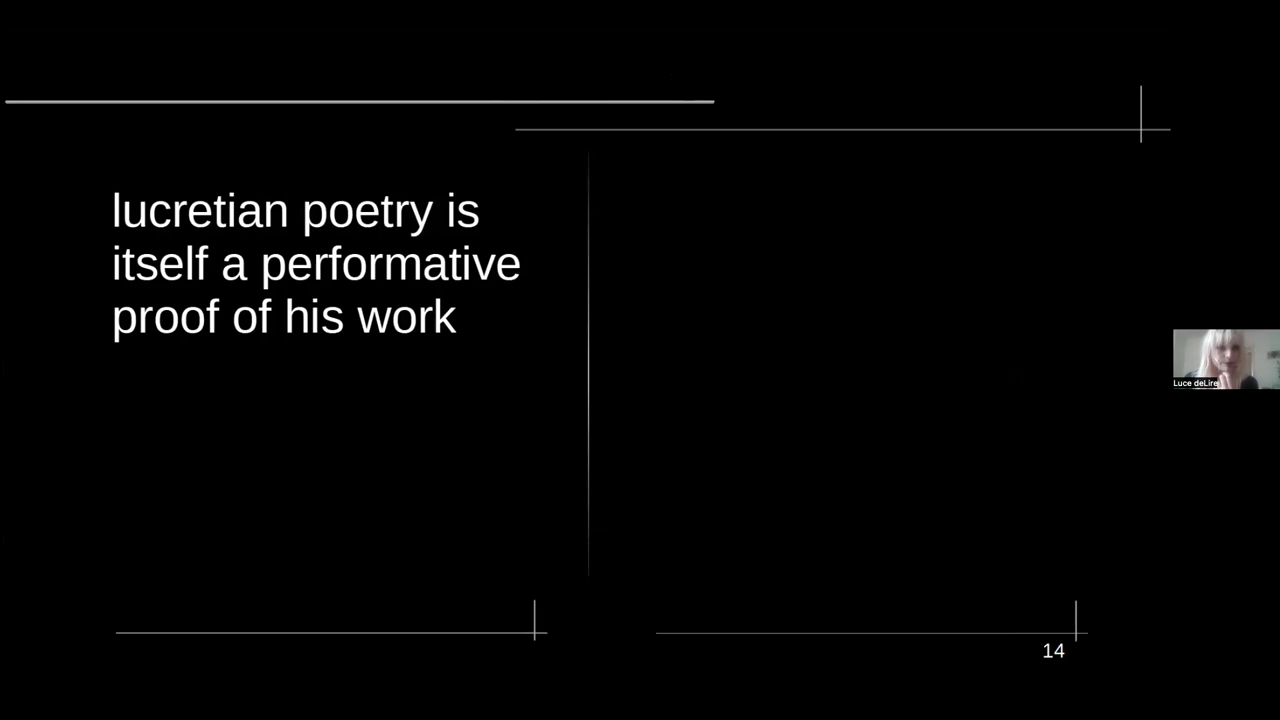 lucretian poetry is
itself a performative
proof of his work
Luce deLire
14